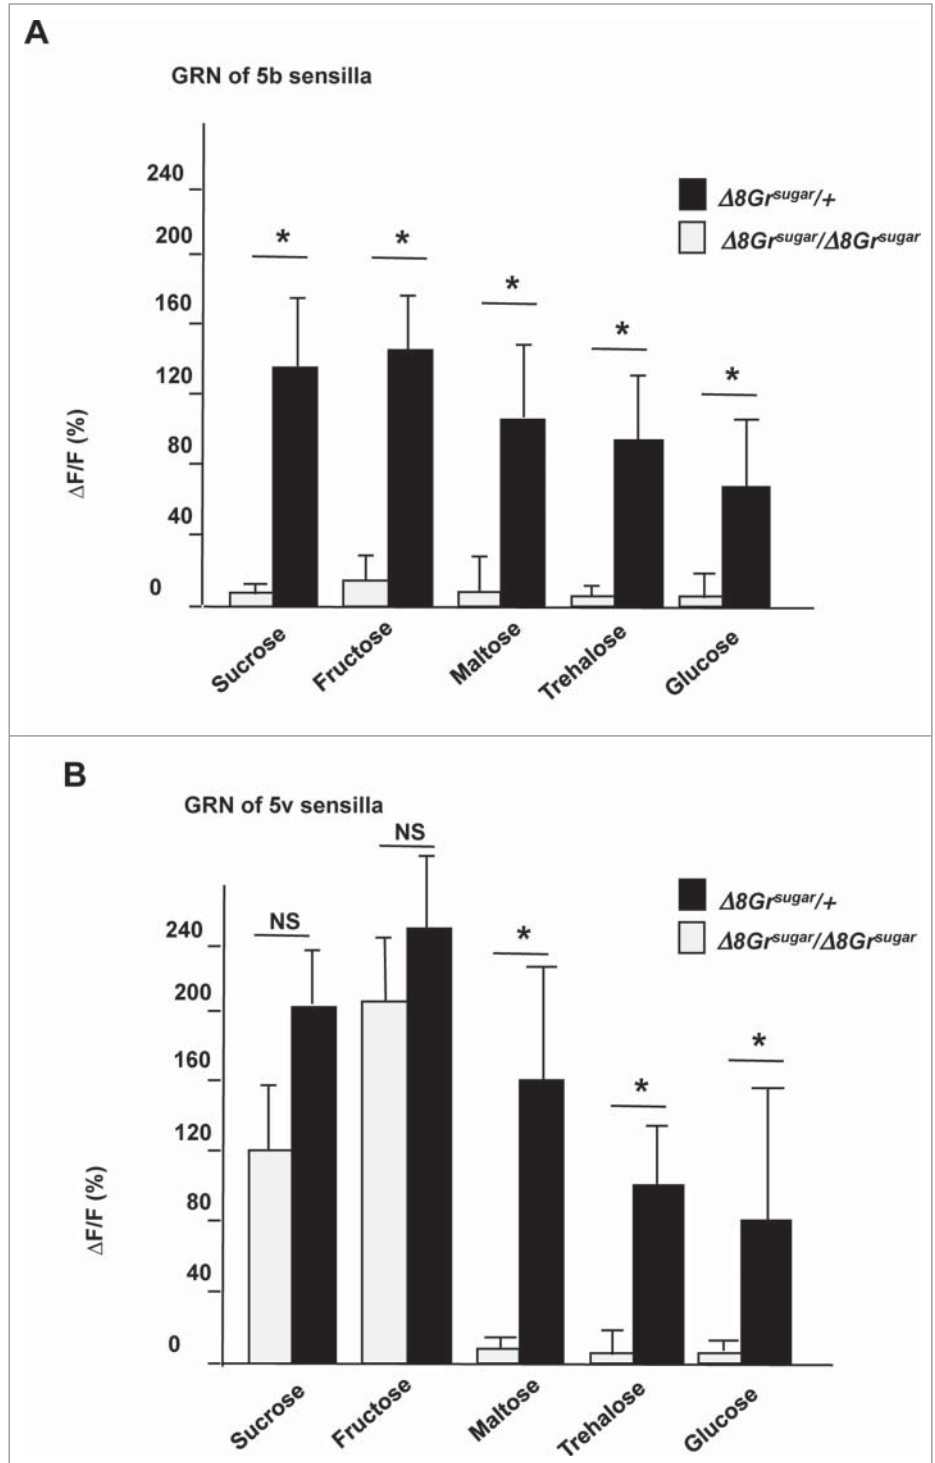 A
GRN of 5b sensilla
240
200
160
120
80
40
0
ΔF/F (%)
* * * * *
Δ8Gr^sugar/+
Δ8Gr^sugar/Δ8Gr^sugar
Sucrose Fructose Maltose Trehalose Glucose
B
GRN of 5v sensilla
240
200
160
120
80
40
0
ΔF/F (%)
NS NS * * *
Δ8Gr^sugar/+
Δ8Gr^sugar/Δ8Gr^sugar
Sucrose Fructose Maltose Trehalose Glucose